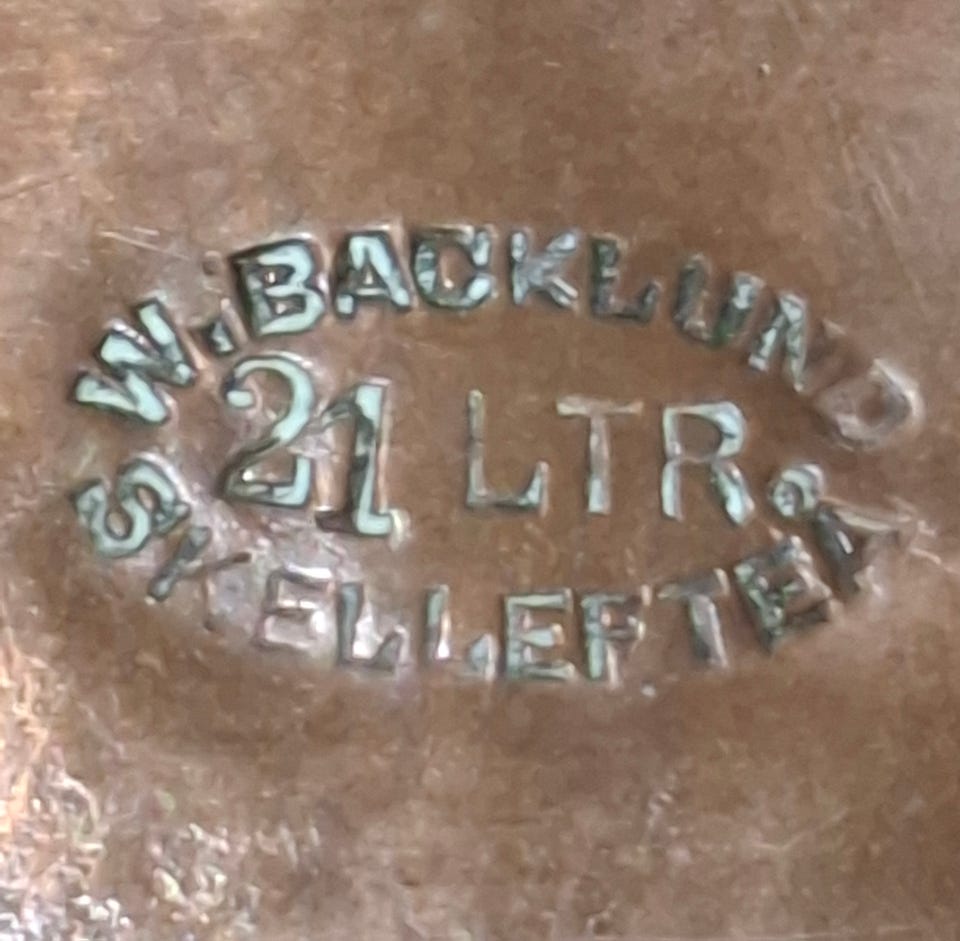 W. BACKLUND
21 LTR.
SKELLEFTEÅ